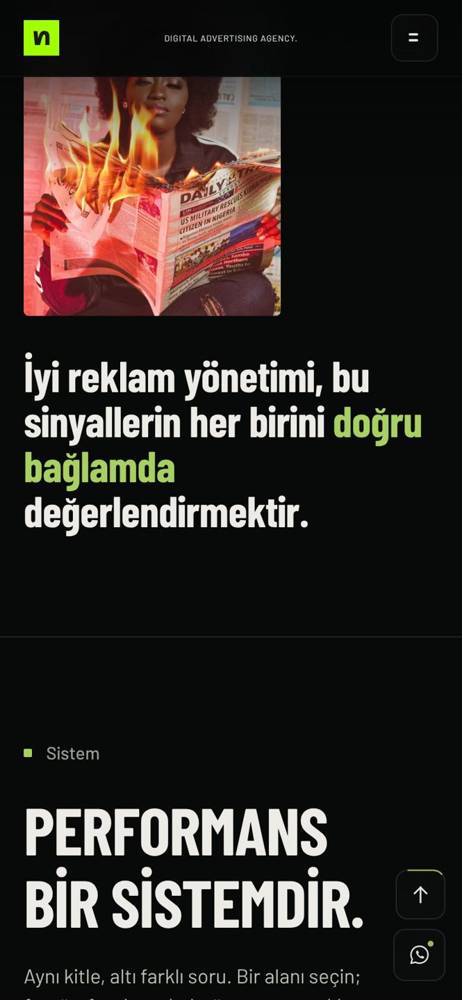 n
DIGITAL ADVERTISING AGENCY.
DAILY
US MILITARY RESCUES
CITIZEN IN NIGERIA
İyi reklam yönetimi, bu
sinyallerin her birini doğru
bağlamda
değerlendirmektir.
Sistem
PERFORMANS
BİR SİSTEMDİR.
Aynı kitle, altı farklı soru. Bir alanı seçin;